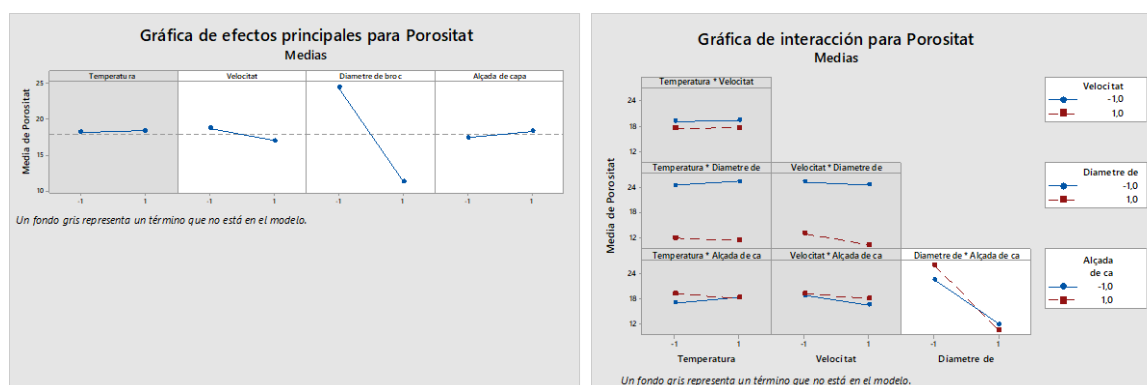 Gráfica de efectos principales para Porositat
Medias
Temperatura
Velocitat
Diametre de broc
Alçada de capa
Media de Porositat
25
20
15
10
-1 1 -1 1 -1 1 -1 1
Un fondo gris representa un término que no está en el modelo.
Gráfica de interacción para Porositat
Medias
Temperatura * Velocitat
24
18
12
Temperatura * Diametre de
Velocitat * Diametre de
24
18
12
Temperatura * Alçada de ca
Velocitat * Alçada de ca
Diametre de * Alçada de ca
24
18
12
-1 1 -1 1 -1 1
Temperatura
Velocitat
Diametre de
Media de Porositat
Velocitat
-1,0
1,0
Diametre de
-1,0
1,0
Alçada
de ca
-1,0
1,0
Un fondo gris representa un término que no está en el modelo.